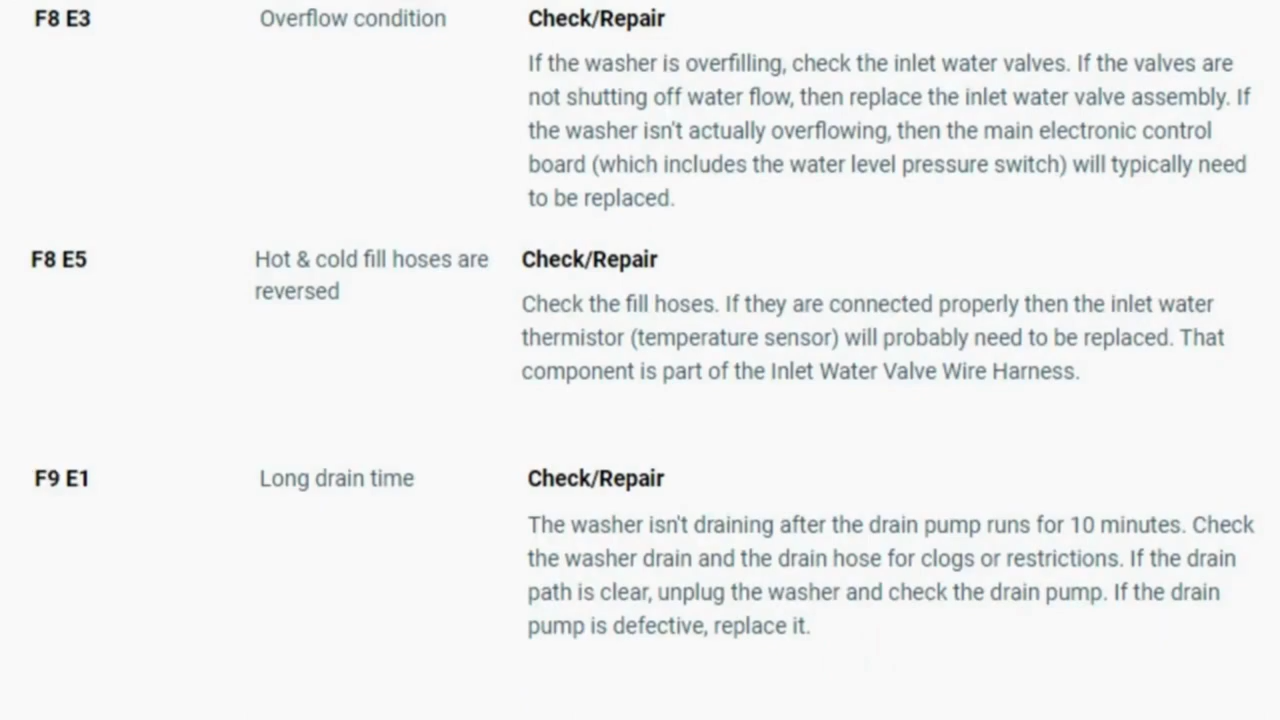 F8 E3 Overflow condition Check/Repair
If the washer is overfilling, check the inlet water valves. If the valves are
not shutting off water flow, then replace the inlet water valve assembly. If
the washer isn't actually overflowing, then the main electronic control
board (which includes the water level pressure switch) will typically need
to be replaced.
F8 E5 Hot & cold fill hoses are Check/Repair
reversed
Check the fill hoses. If they are connected properly then the inlet water
thermistor (temperature sensor) will probably need to be replaced. That
component is part of the Inlet Water Valve Wire Harness.
F9 E1 Long drain time Check/Repair
The washer isn't draining after the drain pump runs for 10 minutes. Check
the washer drain and the drain hose for clogs or restrictions. If the drain
path is clear, unplug the washer and check the drain pump. If the drain
pump is defective, replace it.